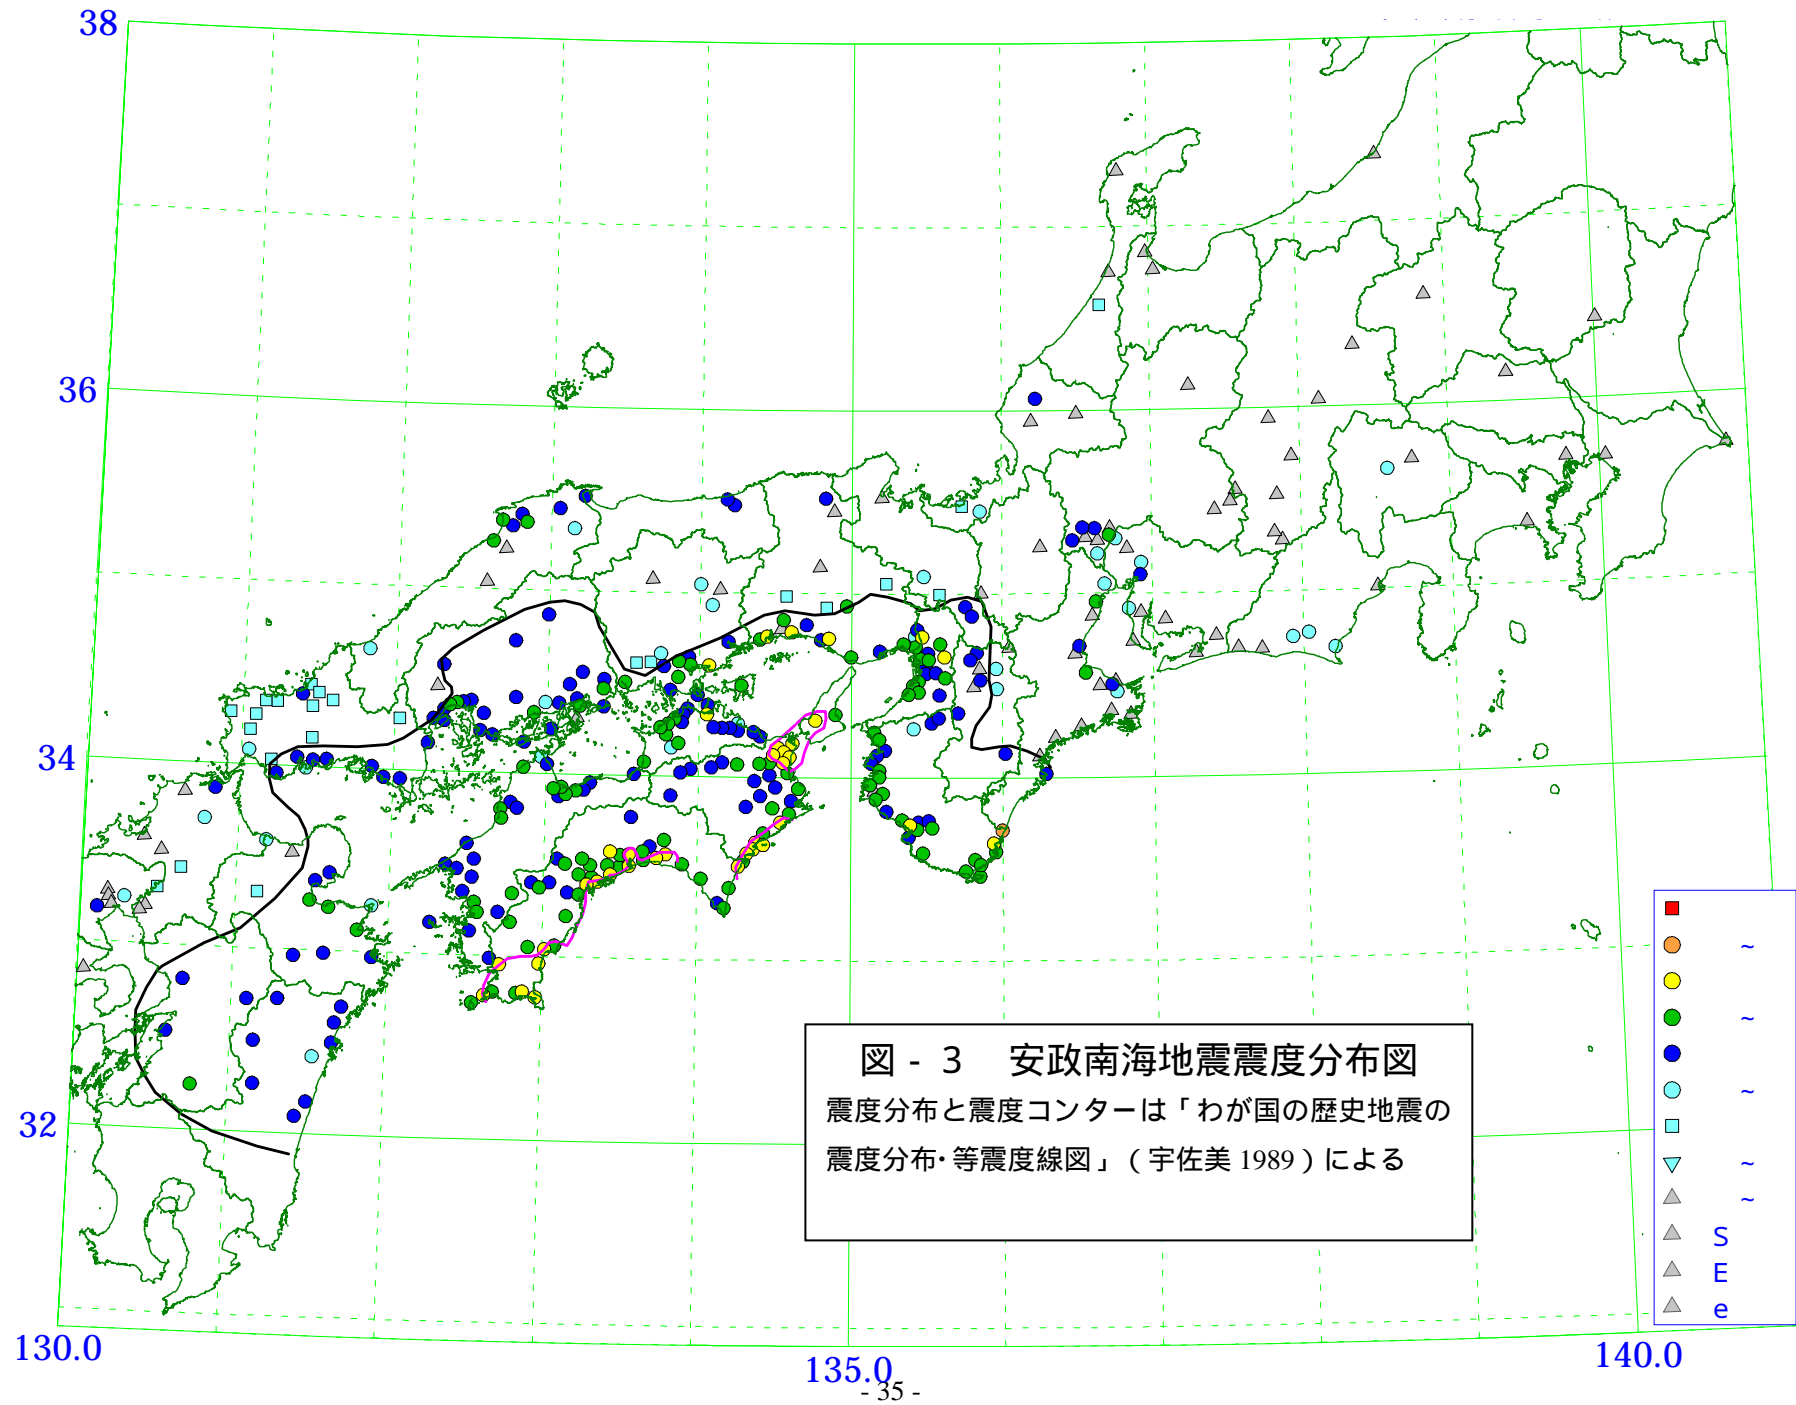 38
36
34
32
130.0
135.0
140.0
図 - 3　安政南海地震震度分布図
震度分布と震度コンターは「わが国の歴史地震の
震度分布・等震度線図」（宇佐美 1989）による
~
~
~
~
~
S
E
e
- 35 -